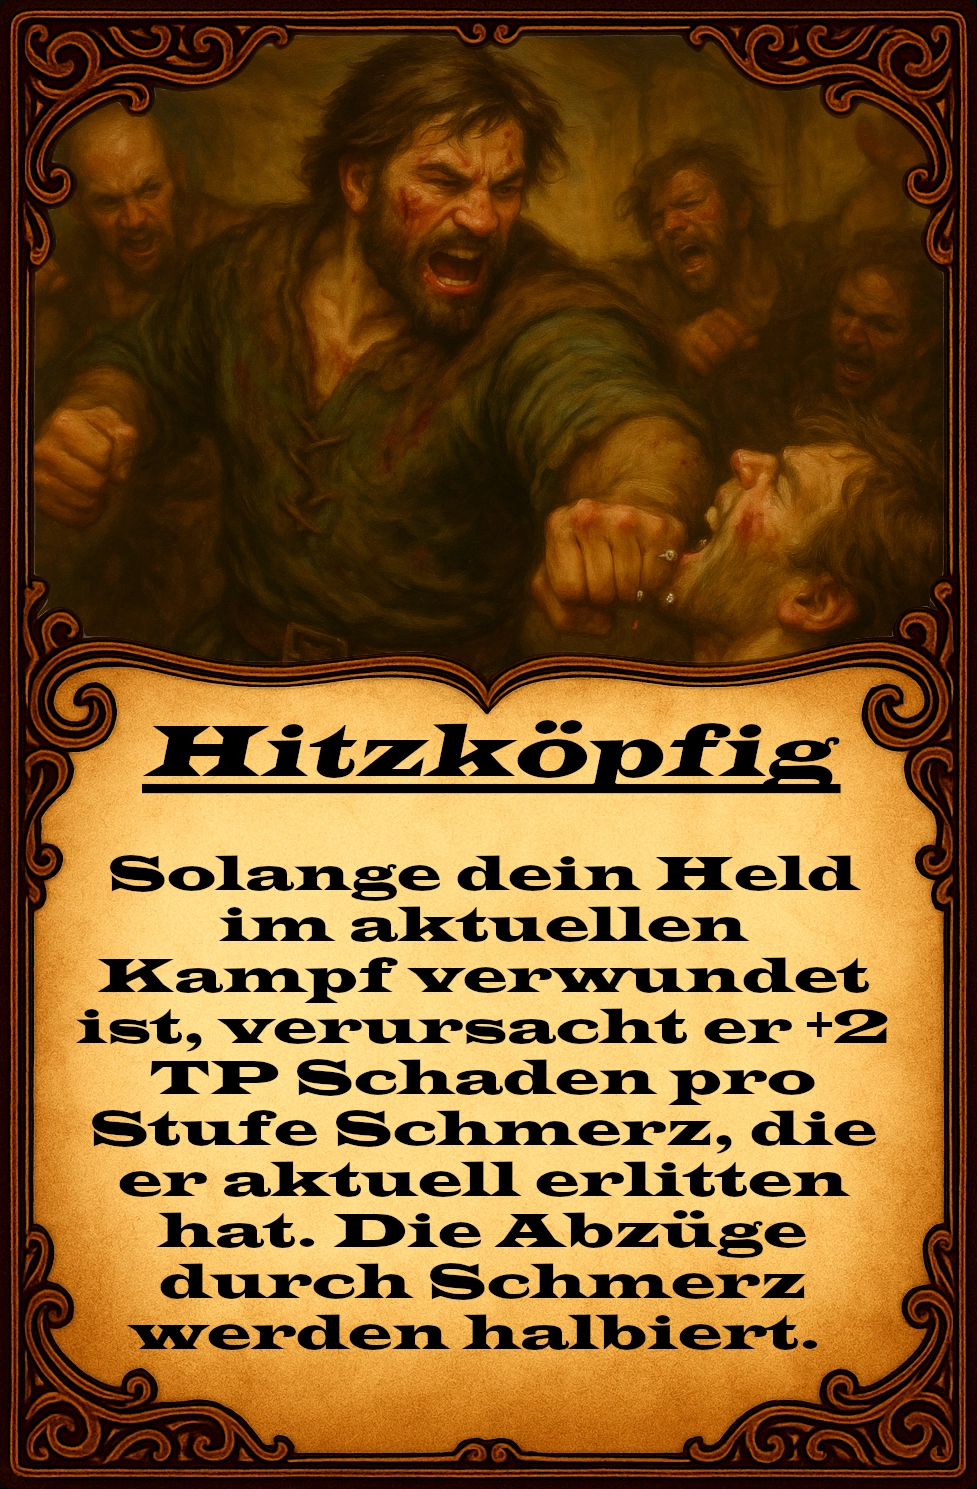 Hitzköpfig
Solange dein Held
im aktuellen
Kampf verwundet
ist, verursacht er +2
TP Schaden pro
Stufe Schmerz, die
er aktuell erlitten
hat. Die Abzüge
durch Schmerz
werden halbiert.